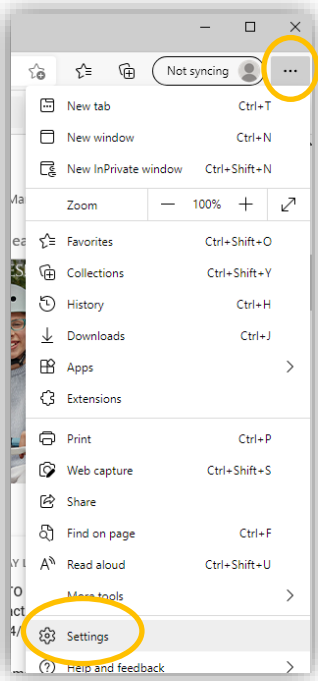 Not syncing
New tab Ctrl+T
New window Ctrl+N
New InPrivate window Ctrl+Shift+N
Zoom 100%
Favorites Ctrl+Shift+O
Collections Ctrl+Shift+Y
History Ctrl+H
Downloads Ctrl+J
Apps
Extensions
Print Ctrl+P
Web capture Ctrl+Shift+S
Share
Find on page Ctrl+F
Read aloud Ctrl+Shift+U
More tools
Settings
Help and feedback